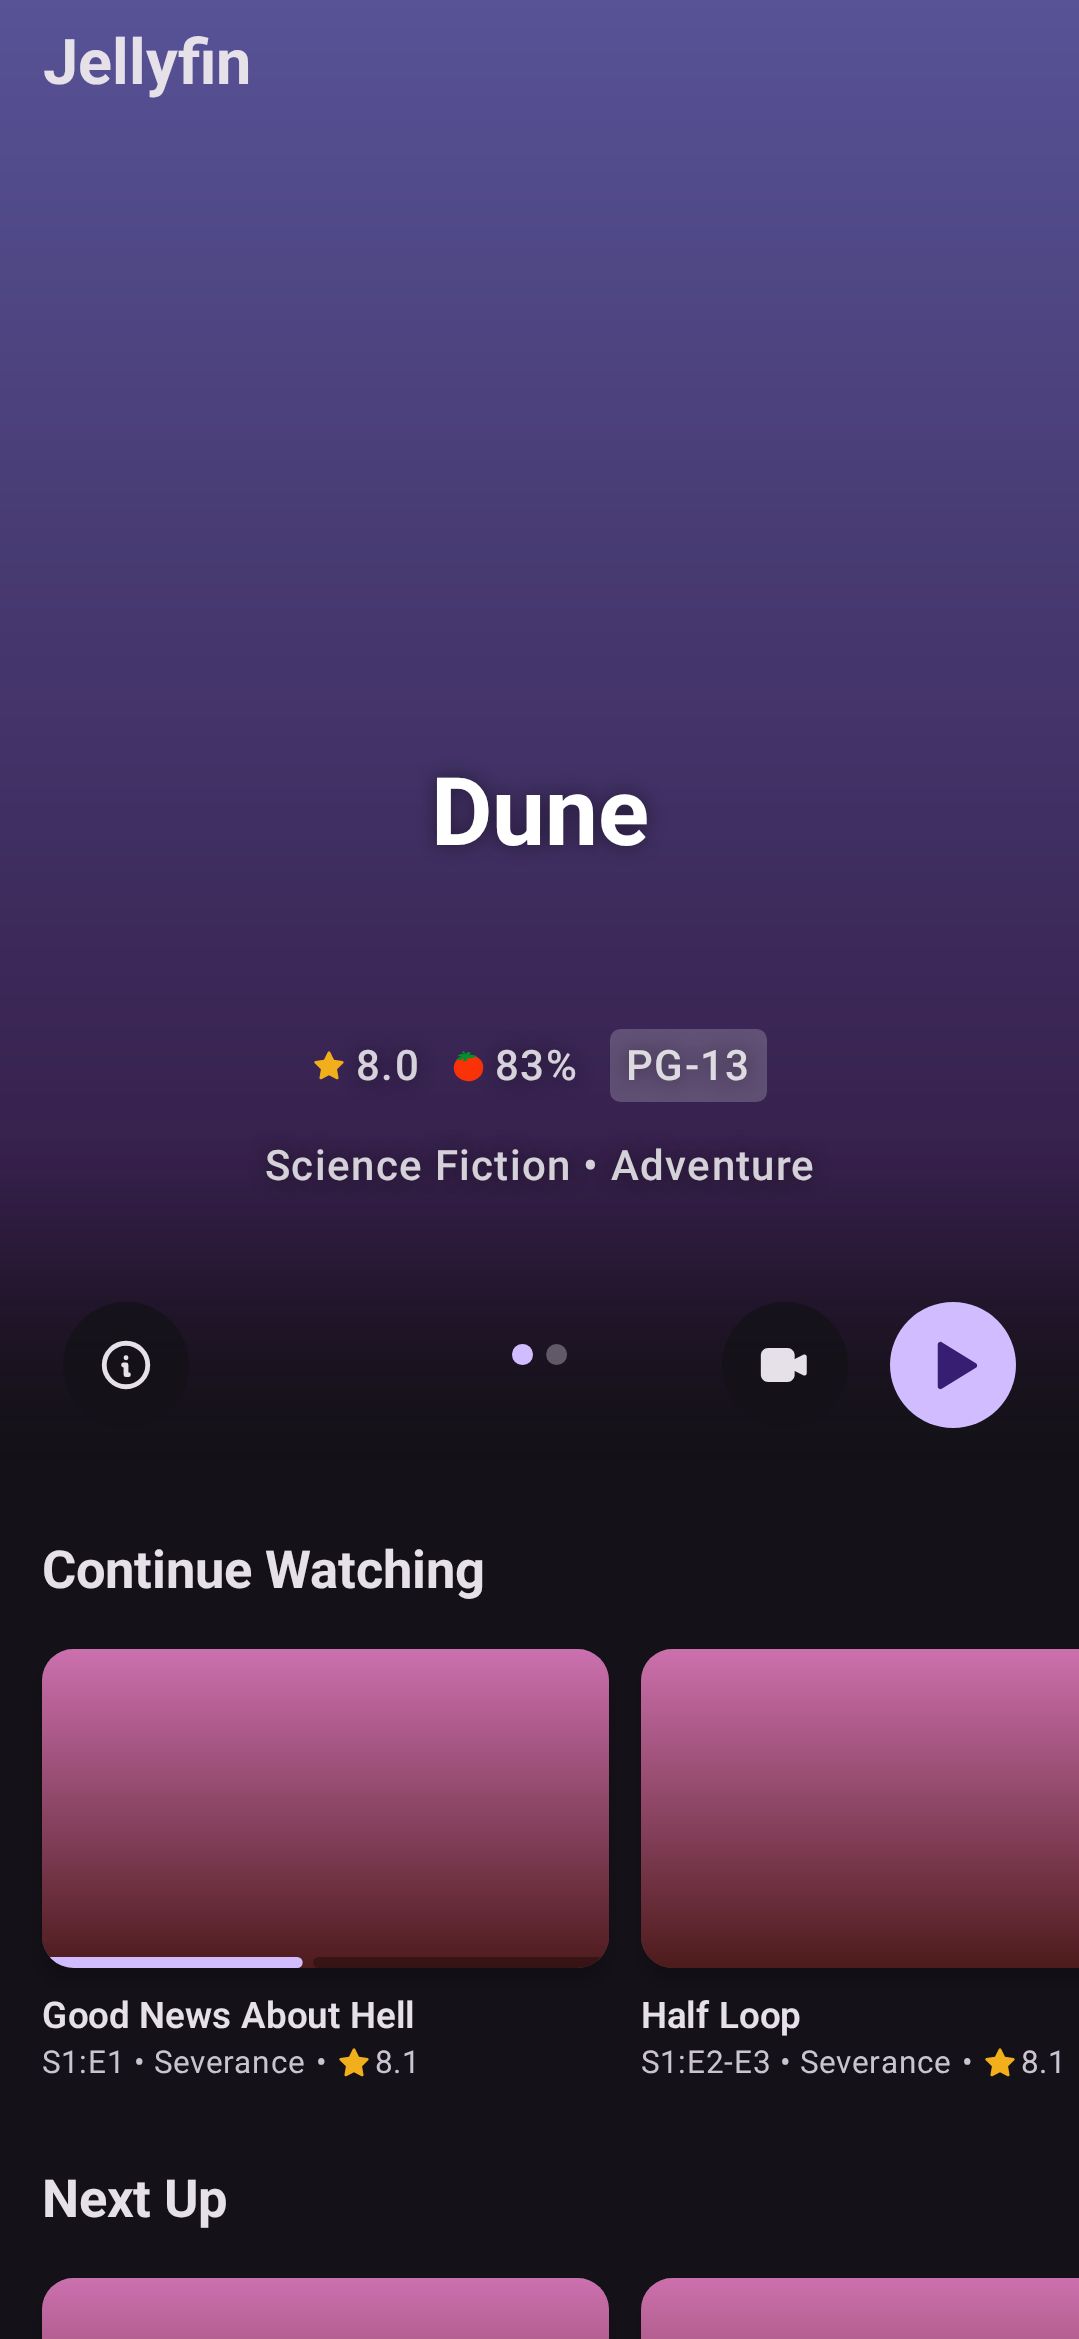 Jellyfin
Dune
8.0 83% PG-13
Science Fiction • Adventure
Continue Watching
Good News About Hell
S1:E1 • Severance • 8.1
Half Loop
S1:E2-E3 • Severance • 8.1
Next Up